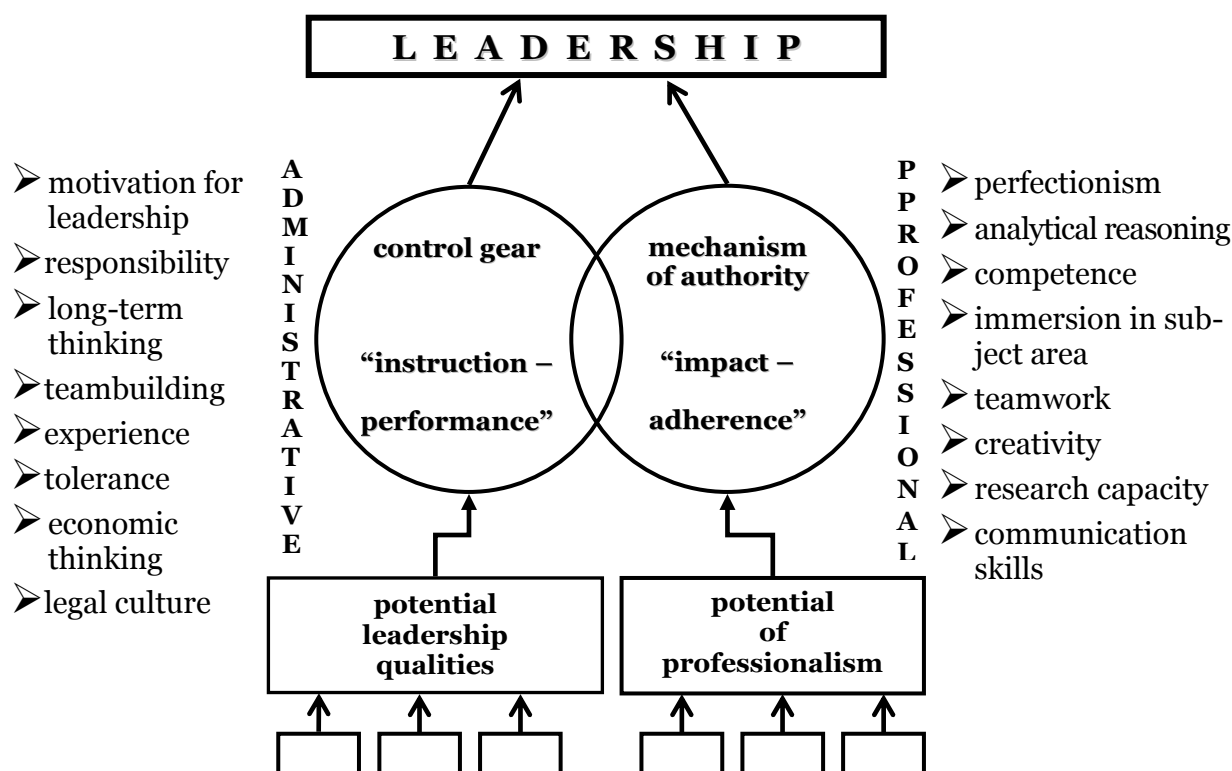 L E A D E R S H I P
➢ motivation for
leadership
➢ responsibility
➢ long-term
thinking
➢ teambuilding
➢ experience
➢ tolerance
➢ economic
thinking
➢ legal culture
ADMINISTRATIVE
control gear
“instruction –
performance”
mechanism
of authority
“impact –
adherence”
PPROFESSIONAL
➢ perfectionism
➢ analytical reasoning
➢ competence
➢ immersion in sub-
ject area
➢ teamwork
➢ creativity
➢ research capacity
➢ communication
skills
potential
leadership
qualities
potential
of
professionalism